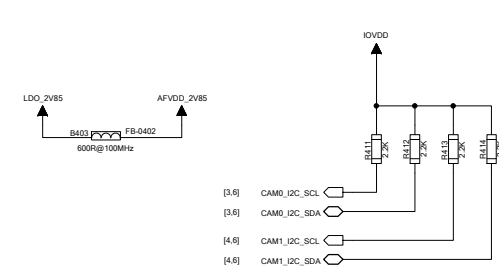 IOVDD
LDO_2V85
AFVDD_2V85
B403
FB-0402
600R@100MHz
R411
2.2K
R412
2.2K
R413
2.2K
R414
[3,6]
CAM0_I2C_SCL
[3,6]
CAM0_I2C_SDA
[4,6]
CAM1_I2C_SCL
[4,6]
CAM1_I2C_SDA